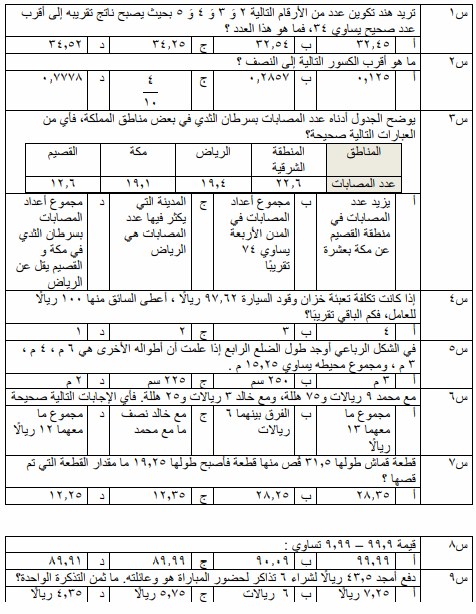 س١ تريد هند تكوين عدد من الأرقام التالية ٢ وَ ٣ وَ ٤ وَ ٥ بحيث يصبح ناتج تقريبه إلى أقرب
عدد صحيح يساوي ٣٤، فما هو هذا العدد ؟
أ ٣٢,٤٥ ب ٣٢,٥٤ ج ٣٤,٢٥ د ٣٤,٥٢
س٢ ما هو أقرب الكسور التالية إلى النصف ؟
أ ٠,١٢٥ ب ٠,٢٨٥٧ ج ٤/١٠ د ٠,٧٧٧٨
س٣ يوضح الجدول أدناه عدد المصابات بسرطان الثدي في بعض مناطق المملكة، فأي من
العبارات التالية صحيحة؟
المناطق المنطقة الشرقية الرياض مكة القصيم
عدد المصابات ٢٢,٦ ١٩,٤ ١٩,١ ١٢,٦
أ يزيد عدد المصابات في منطقة القصيم عن مكة بعشرة
ب مجموع أعداد المصابات في المدن الأربعة يساوي ٧٤ تقريبًا
ج المدينة التي يكثر فيها عدد المصابات هي الرياض
د مجموع أعداد المصابات بسرطان الثدي في مكة و القصيم يقل عن الرياض
س٤ إذا كانت تكلفة تعبئة خزان وقود السيارة ٩٧,٦٢ ريالًا ، أعطى السائق منها ١٠٠ ريالًا
للعامل، فكم الباقي تقريبًا؟
أ ٤ ب ٣ ج ٢ د ١
س٥ في الشكل الرباعي أوجد طول الضلع الرابع إذا علمت أن أطواله الأخرى هي ٦ م ، ٤ م ،
٣ م ، ومجموع محيطه يساوي ١٥,٢٥ م .
أ ٣ م ب ٢٥٠ سم ج ٢٢٥ سم د ٢ م
س٦ مع محمد ٩ ريالات و٧٥ هللة، ومع خالد ٣ ريالات و٢٥ هللة. فأي الإجابات التالية صحيحة
أ مجموع ما معهما ١٣ ريالًا
ب الفرق بينهما ٦ ريالات
ج مع خالد نصف ما مع محمد
د مجموع ما معهما ١٢ ريالًا
س٧ قطعة قماش طولها ٣١,٥ قُص منها قطعة فأصبح طولها ١٩,٢٥ ما مقدار القطعة التي تم
قصها ؟
أ ٢٨,٣٥ ب ٢٨,٢٥ ج ١٢,٣٥ د ١٢,٢٥
س٨ قيمة ٩٩,٩ – ٩,٩٩ تساوي :
أ ٩٩,٩٩ ب ٩٠,٠٩ ج ٨٩,٩٩ د ٨٩,٩١
س٩ دفع أمجد ٤٣,٥ ريالًا لشراء ٦ تذاكر لحضور المباراة هو وعائلته. ما ثمن التذكرة الواحدة؟
أ ٧,٢٥ ريالًا ب ٦ ريالات ج ٥,٧٥ ريالًا د ٤,٣٥ ريالًا